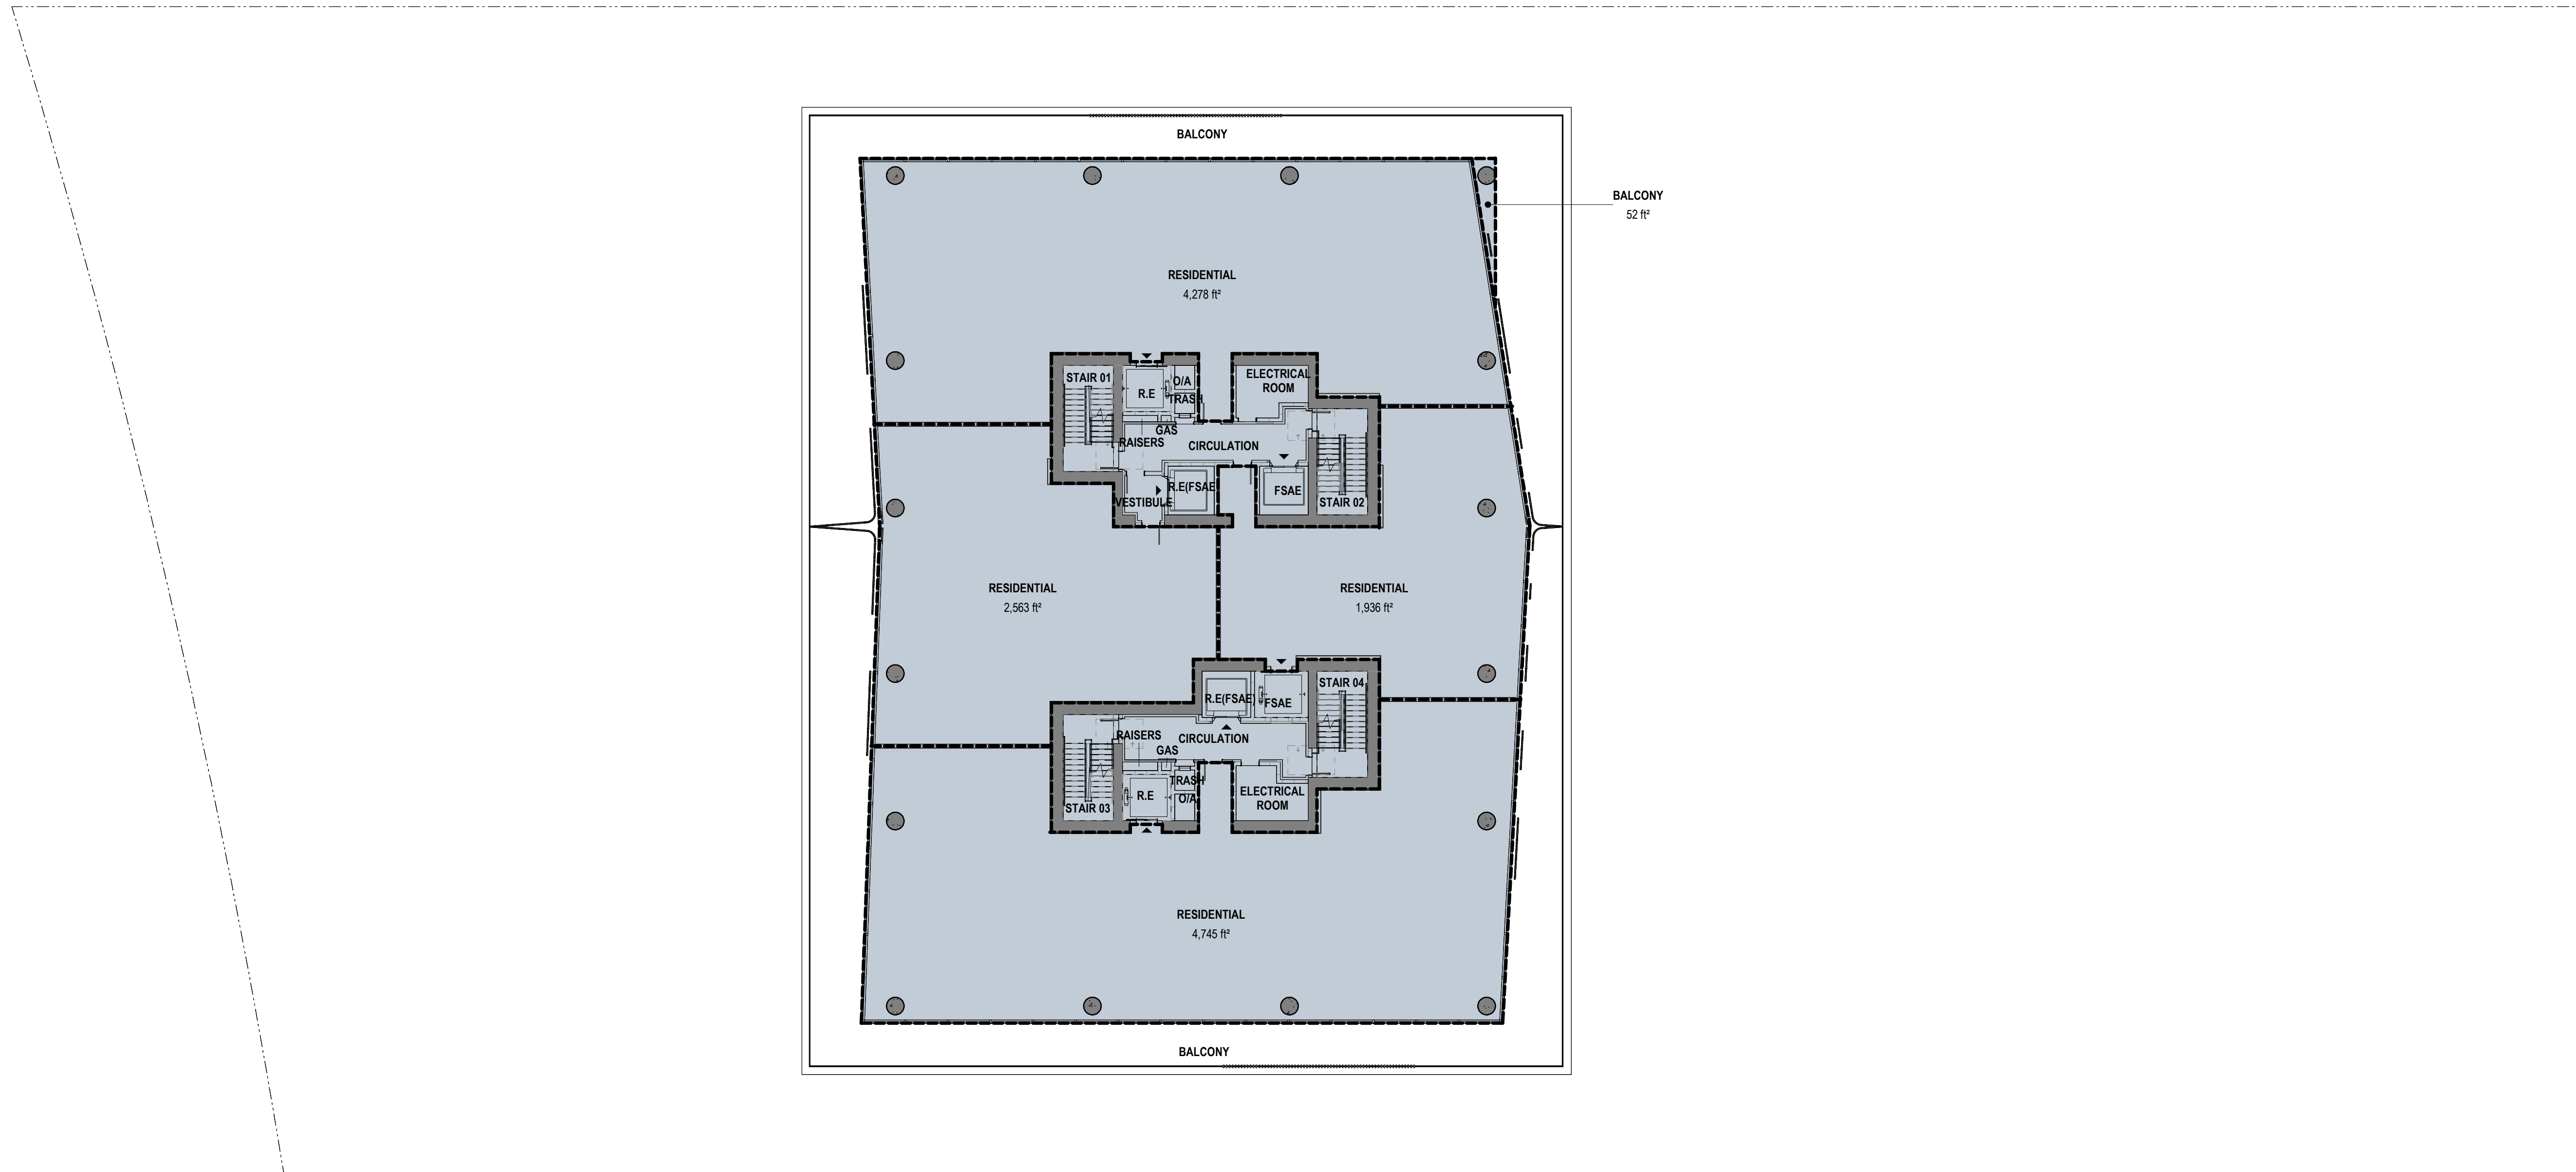 BALCONY
BALCONY
52 ft²
RESIDENTIAL
4,278 ft²
STAIR 01
R.E
O/A
TRASH
ELECTRICAL
ROOM
GAS
RAISERS
CIRCULATION
R.E(FSAE
FSAE
VESTIBULE
STAIR 02
RESIDENTIAL
2,563 ft²
RESIDENTIAL
1,936 ft²
STAIR 04
R.E(FSAE)
FSAE
RAISERS
CIRCULATION
GAS
TRASH
R.E
O/A
ELECTRICAL
ROOM
STAIR 03
RESIDENTIAL
4,745 ft²
BALCONY